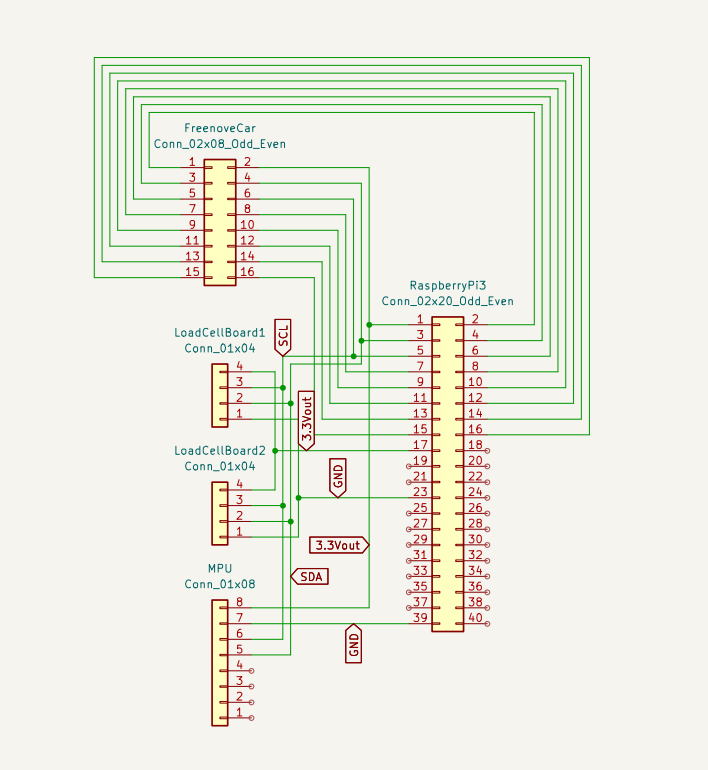 FreenoveCar
Conn_02x08_Odd_Even
1 2
3 4
5 6
7 8
9 10
11 12
13 14
15 16
RaspberryPi3
Conn_02x20_Odd_Even
1 2
3 4
5 6
7 8
9 10
11 12
13 14
15 16
17 18
19 20
21 22
23 24
25 26
27 28
29 30
31 32
33 34
35 36
37 38
39 40
SCL
LoadCellBoard1
Conn_01x04
4
3
2
1
3.3Vout
LoadCellBoard2
Conn_01x04
4
3
2
1
GND
3.3Vout
SDA
MPU
Conn_01x08
8
7
6
5
4
3
2
1
GND